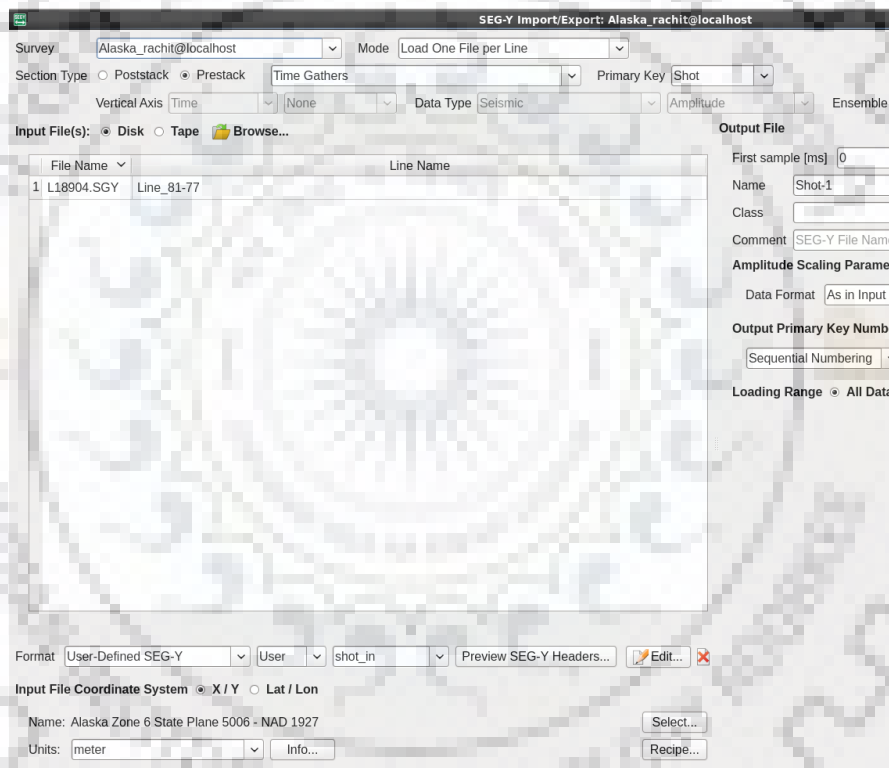 SEG-Y Import/Export: Alaska_rachit@localhost
Survey Alaska_rachit@localhost Mode Load One File per Line
Section Type Poststack Prestack Time Gathers Primary Key Shot
Vertical Axis Time None Data Type Seismic Amplitude Ensemble
Input File(s): Disk Tape Browse... Output File
First sample [ms] 0
File Name Line Name
Name Shot-1
1 L18904.SGY Line_81-77
Class
Comment SEG-Y File Nam
Amplitude Scaling Parame
Data Format As in Input
Output Primary Key Numb
Sequential Numbering
Loading Range All Data
Format User-Defined SEG-Y User shot_in Preview SEG-Y Headers... Edit...
Input File Coordinate System X / Y Lat / Lon
Name: Alaska Zone 6 State Plane 5006 - NAD 1927 Select...
Units: meter Info... Recipe...